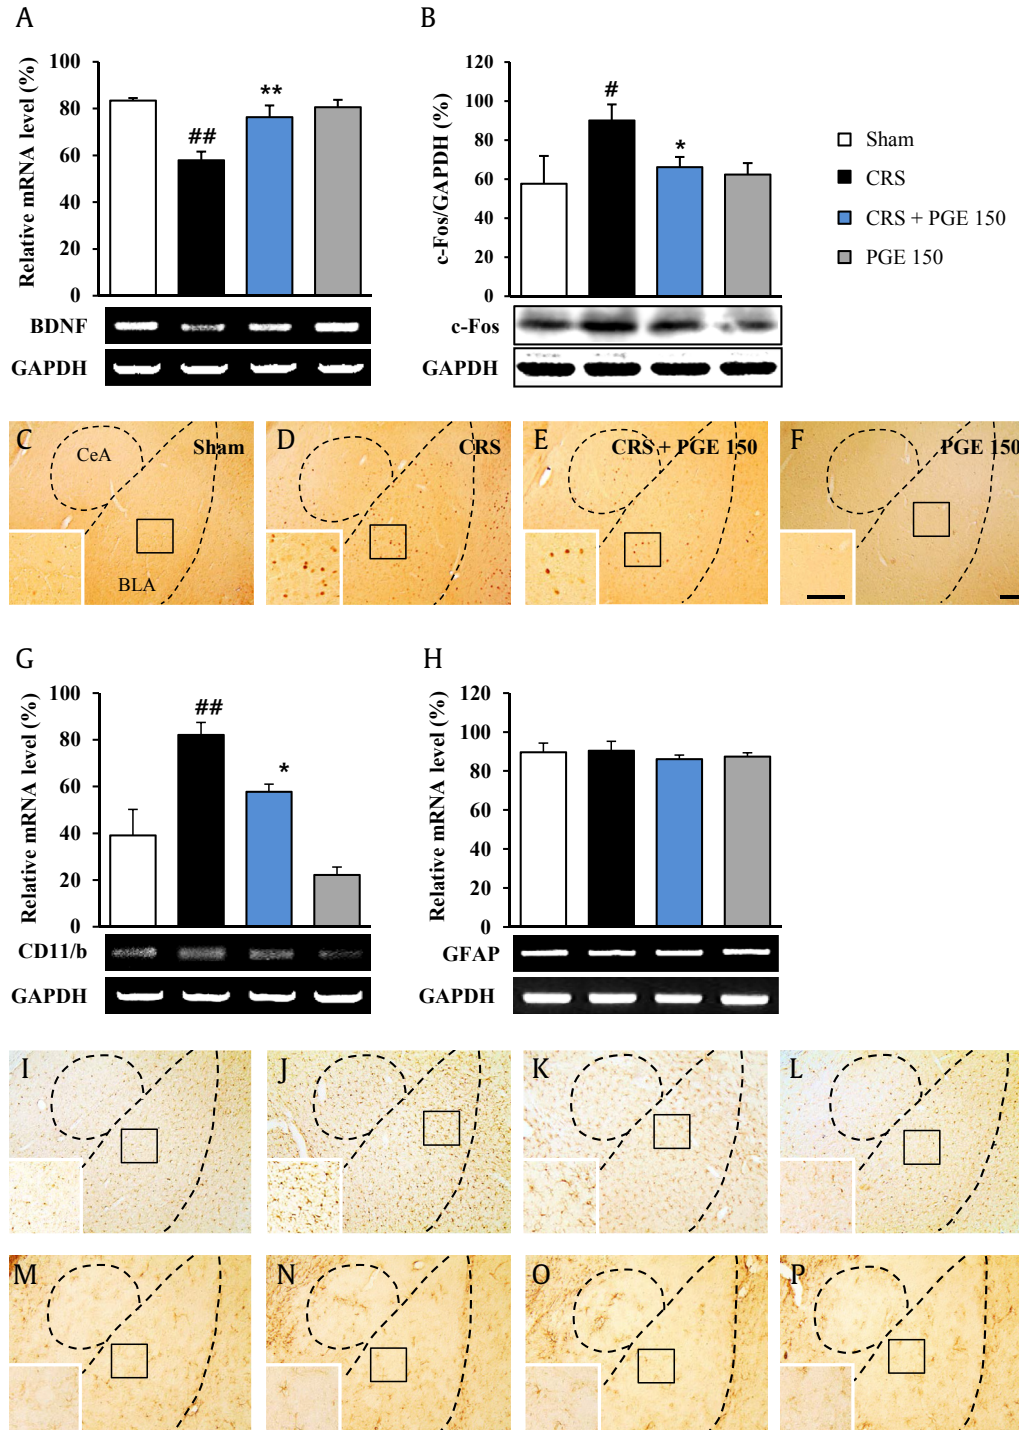 A
Relative mRNA level (%)
100
80
60
40
20
0
##
**
BDNF
GAPDH
B
c-Fos/GAPDH (%)
120
100
80
60
40
20
0
#
*
c-Fos
GAPDH
Sham
CRS
CRS + PGE 150
PGE 150
C
CeA
Sham
BLA
D
CRS
E
CRS + PGE 150
F
PGE 150
G
Relative mRNA level (%)
100
80
60
40
20
0
##
*
CD11/b
GAPDH
H
Relative mRNA level (%)
120
100
80
60
40
20
0
GFAP
GAPDH
I
J
K
L
M
N
O
P